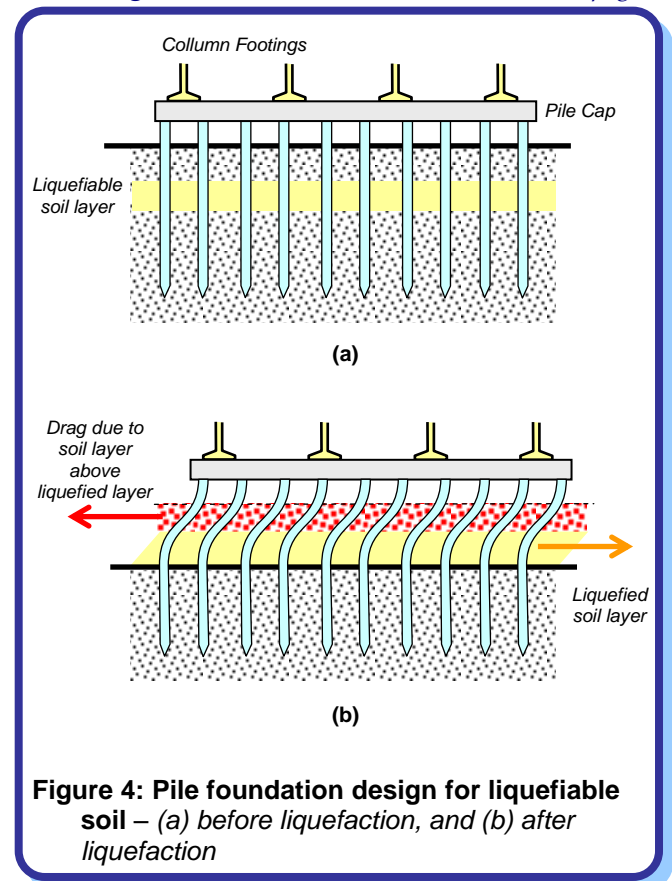 Collumn Footings
Pile Cap
Liquefiable
soil layer
(a)
Drag due to
soil layer
above
liquefied layer
Liquefied
soil layer
(b)
Figure 4: Pile foundation design for liquefiable
soil – (a) before liquefaction, and (b) after
liquefaction